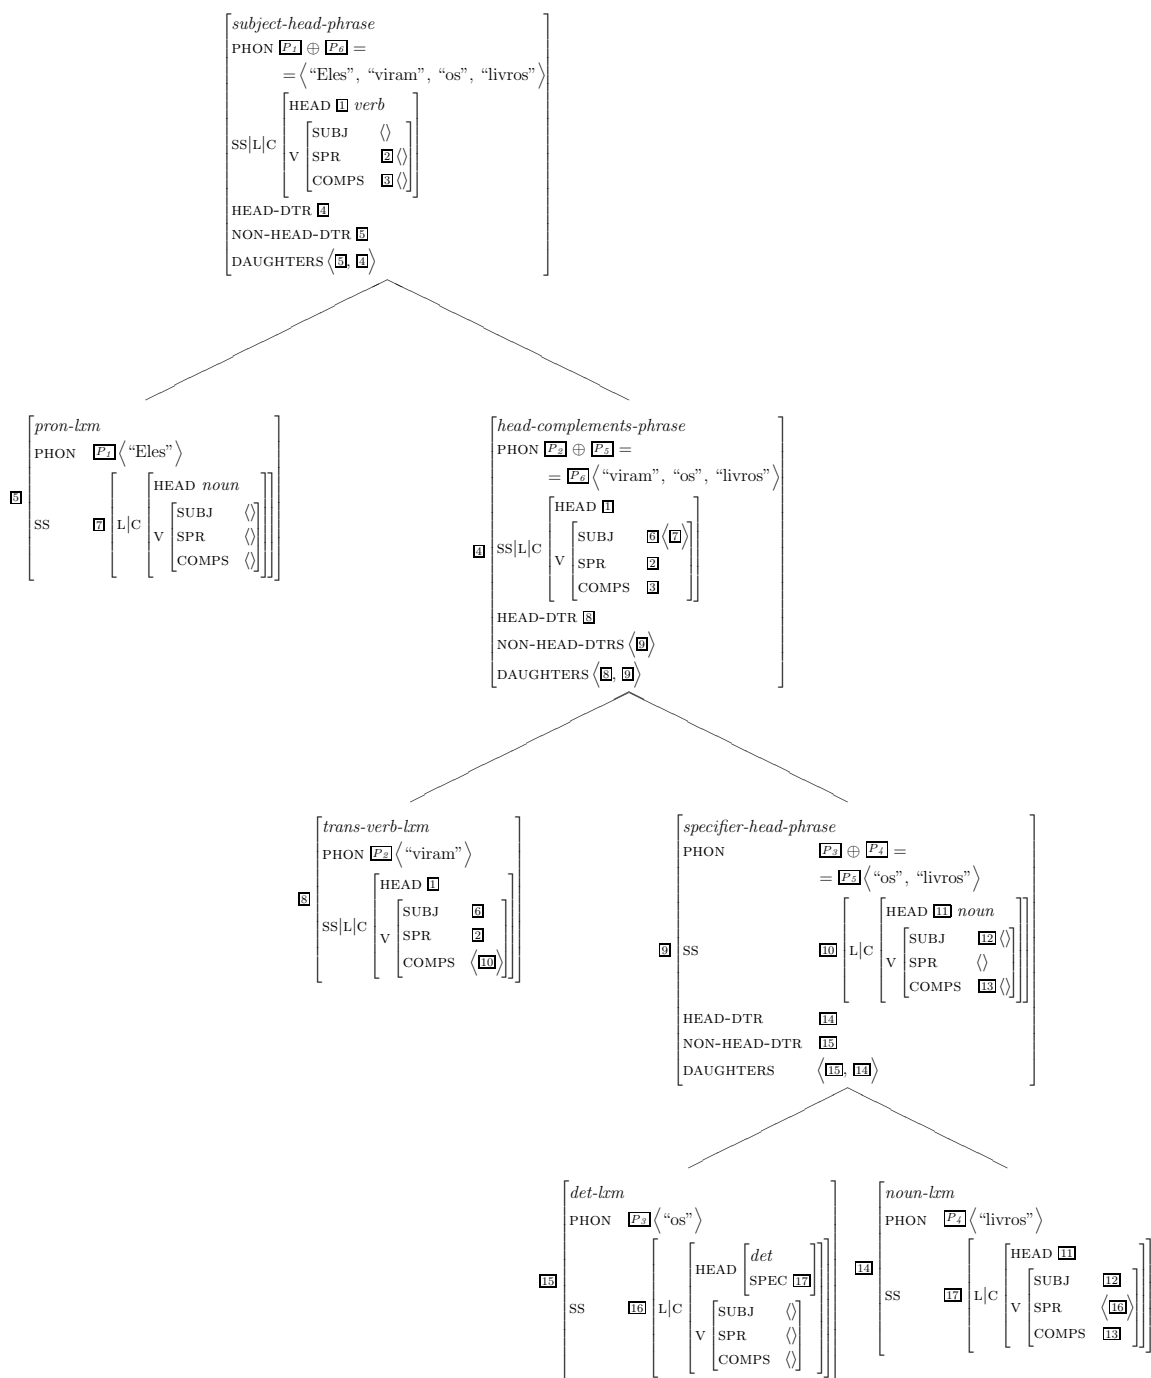 subject-head-phrase
PHON P₁ ⊕ P₆ =
=⟨“Eles”, “viram”, “os”, “livros”⟩
HEAD 1 verb
SS|L|C
SUBJ ⟨⟩
V SPR 2 ⟨⟩
COMPS 3 ⟨⟩
HEAD-DTR 4
NON-HEAD-DTR 5
DAUGHTERS ⟨5, 4⟩
pron-lxm
PHON P₁ ⟨“Eles”⟩
HEAD noun
5 SS 7 L|C
SUBJ ⟨⟩
V SPR ⟨⟩
COMPS ⟨⟩
head-complements-phrase
PHON P₂ ⊕ P₅ =
= P₆ ⟨“viram”, “os”, “livros”⟩
HEAD 1
4 SS|L|C
SUBJ 6 ⟨7⟩
V SPR 2
COMPS 3
HEAD-DTR 8
NON-HEAD-DTRS ⟨9⟩
DAUGHTERS ⟨8, 9⟩
trans-verb-lxm
PHON P₂ ⟨“viram”⟩
HEAD 1
8 SS|L|C
SUBJ 6
V SPR 2
COMPS ⟨10⟩
specifier-head-phrase
PHON P₃ ⊕ P₄ =
= P₅ ⟨“os”, “livros”⟩
HEAD 11 noun
9 SS 10 L|C
SUBJ 12 ⟨⟩
V SPR ⟨⟩
COMPS 13 ⟨⟩
HEAD-DTR 14
NON-HEAD-DTR 15
DAUGHTERS ⟨15, 14⟩
det-lxm
PHON P₃ ⟨“os”⟩
HEAD det
SPEC 17
15 SS 16 L|C
SUBJ ⟨⟩
V SPR ⟨⟩
COMPS ⟨⟩
noun-lxm
PHON P₄ ⟨“livros”⟩
HEAD 11
14 SS 17 L|C
SUBJ 12
V SPR ⟨16⟩
COMPS 13